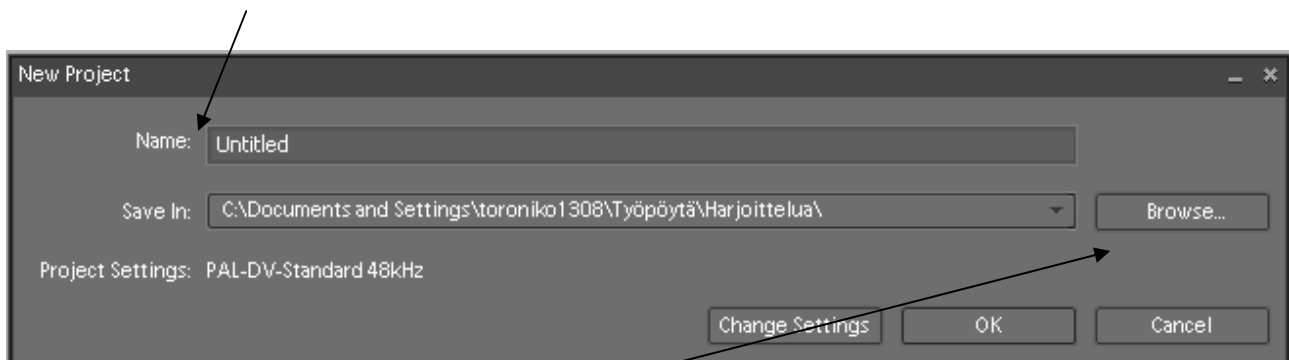 New Project
Name: Untitled
Save In: C:\Documents and Settings\toroniko1308\Työpöytä\Harjoittelua\ Browse...
Project Settings: PAL-DV-Standard 48kHz
Change Settings OK Cancel